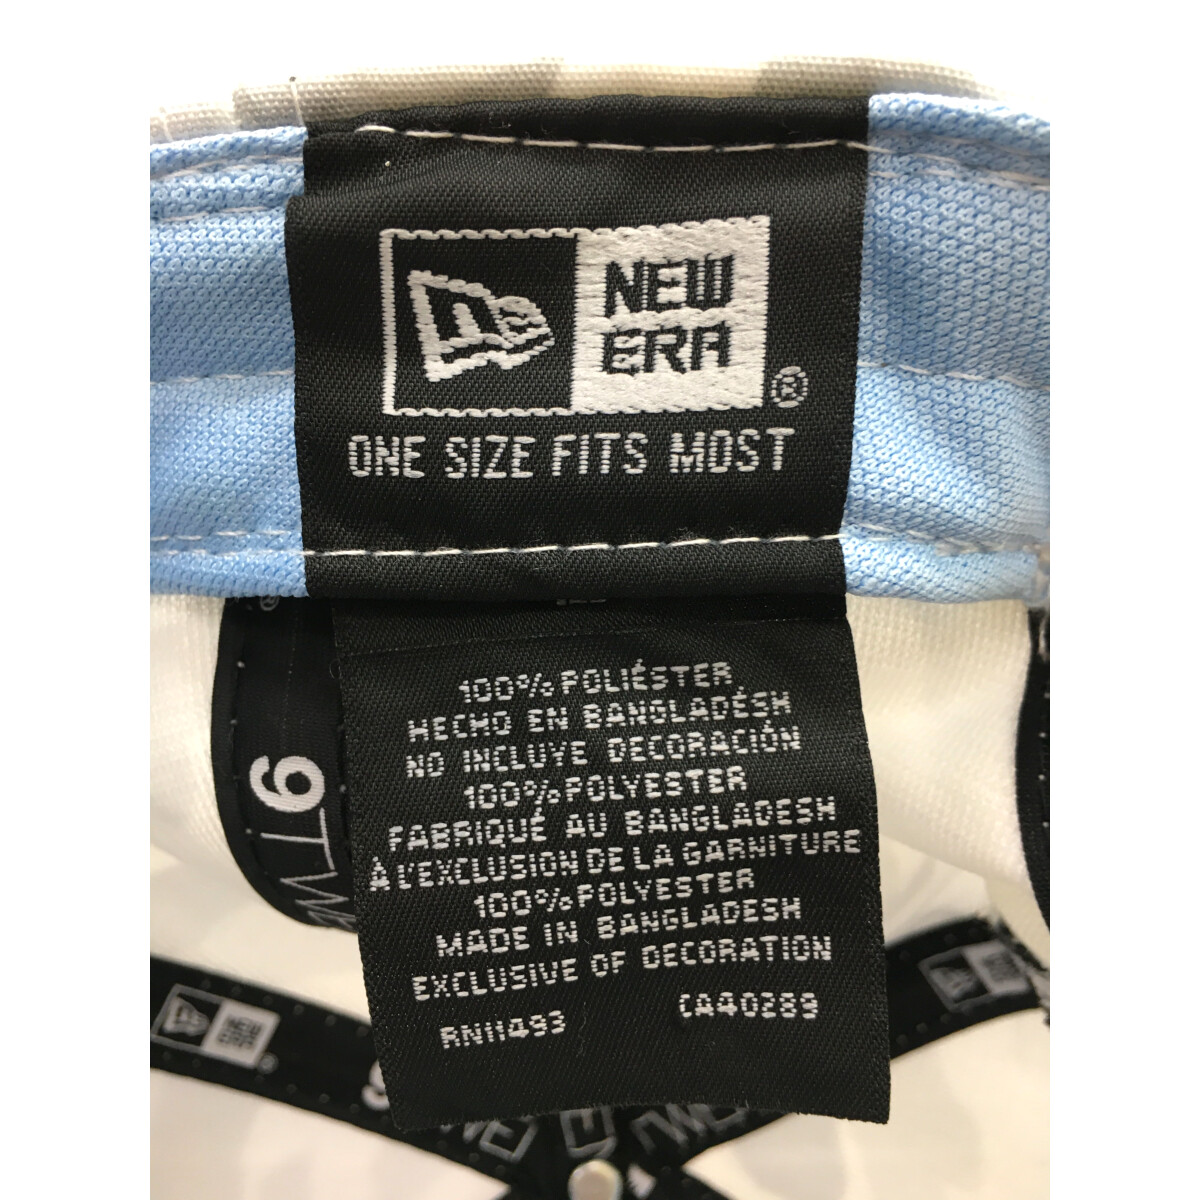 NEW
ERA
®
ONE SIZE FITS MOST
100% POLIÉSTER
HECHO EN BANGLADÉSH
NO INCLUYE DECORACIÓN
100% POLYESTER
FABRIQUÉ AU BANGLADESH
À L'EXCLUSION DE LA GARNITURE
100% POLYESTER
MADE IN BANGLADESH
EXCLUSIVE OF DECORATION
RN11493 CA40289
9TWE